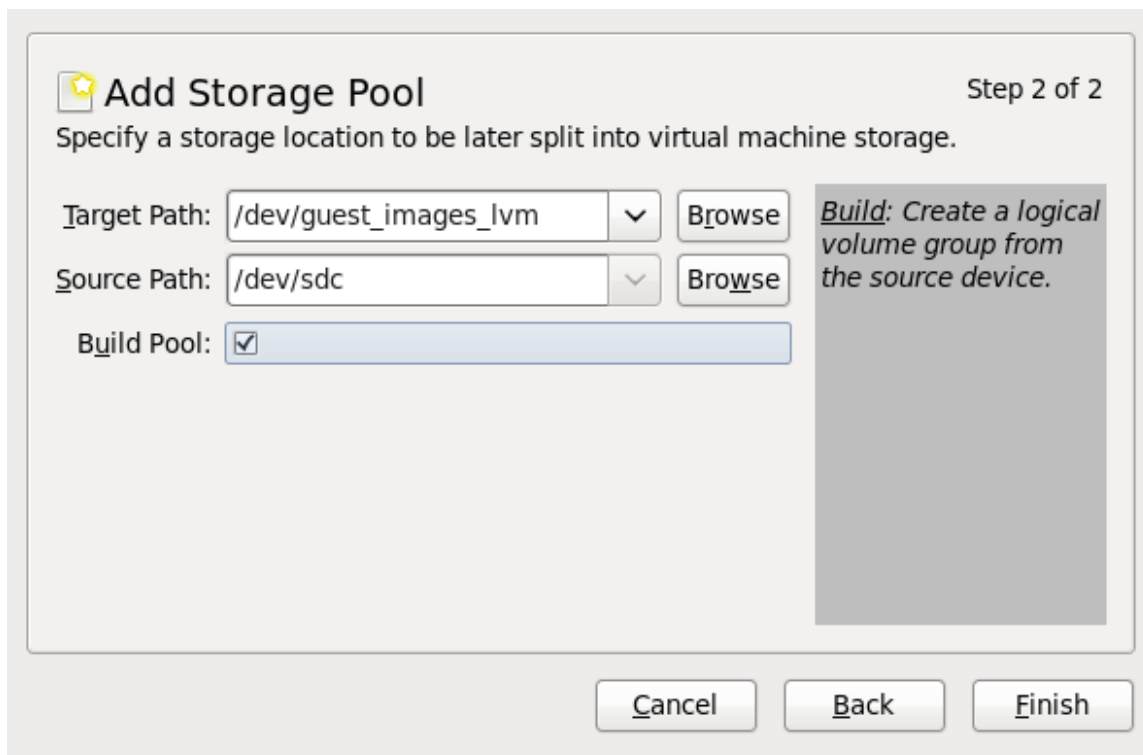 Add Storage Pool
Step 2 of 2
Specify a storage location to be later split into virtual machine storage.
Target Path: /dev/guest_images_lvm Browse
Source Path: /dev/sdc Browse
Build Pool:
Build: Create a logical
volume group from
the source device.
Cancel Back Finish